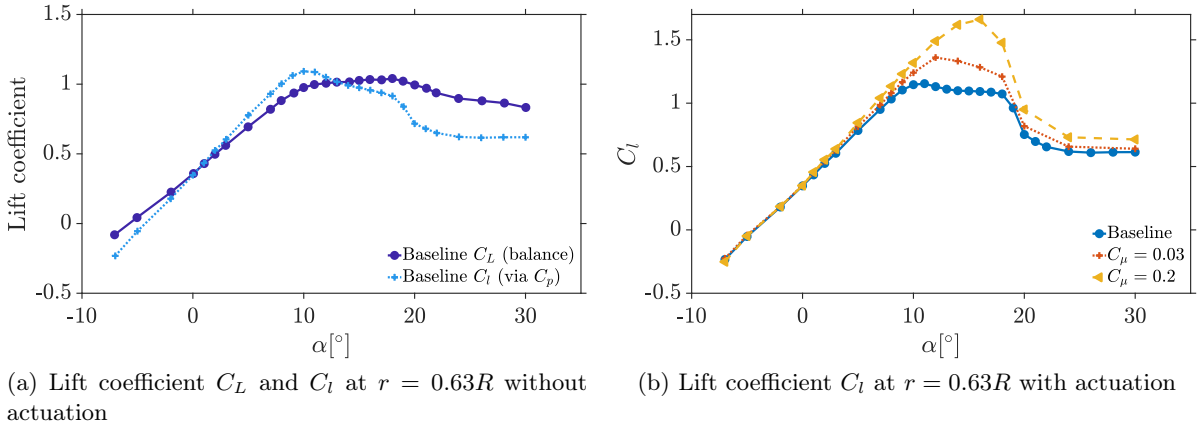 1.5
1
0.5
0
-0.5
Lift coefficient
-10
0
10
20
30
α[°]
Baseline C_L (balance)
Baseline C_l (via C_p)
(a) Lift coefficient C_L and C_l at r = 0.63R without
actuation
1.5
1.0
0.5
0
0.5
C_l
-10
0
10
20
30
α[°]
Baseline
C_μ = 0.03
C_μ = 0.2
(b) Lift coefficient C_l at r = 0.63R with actuation